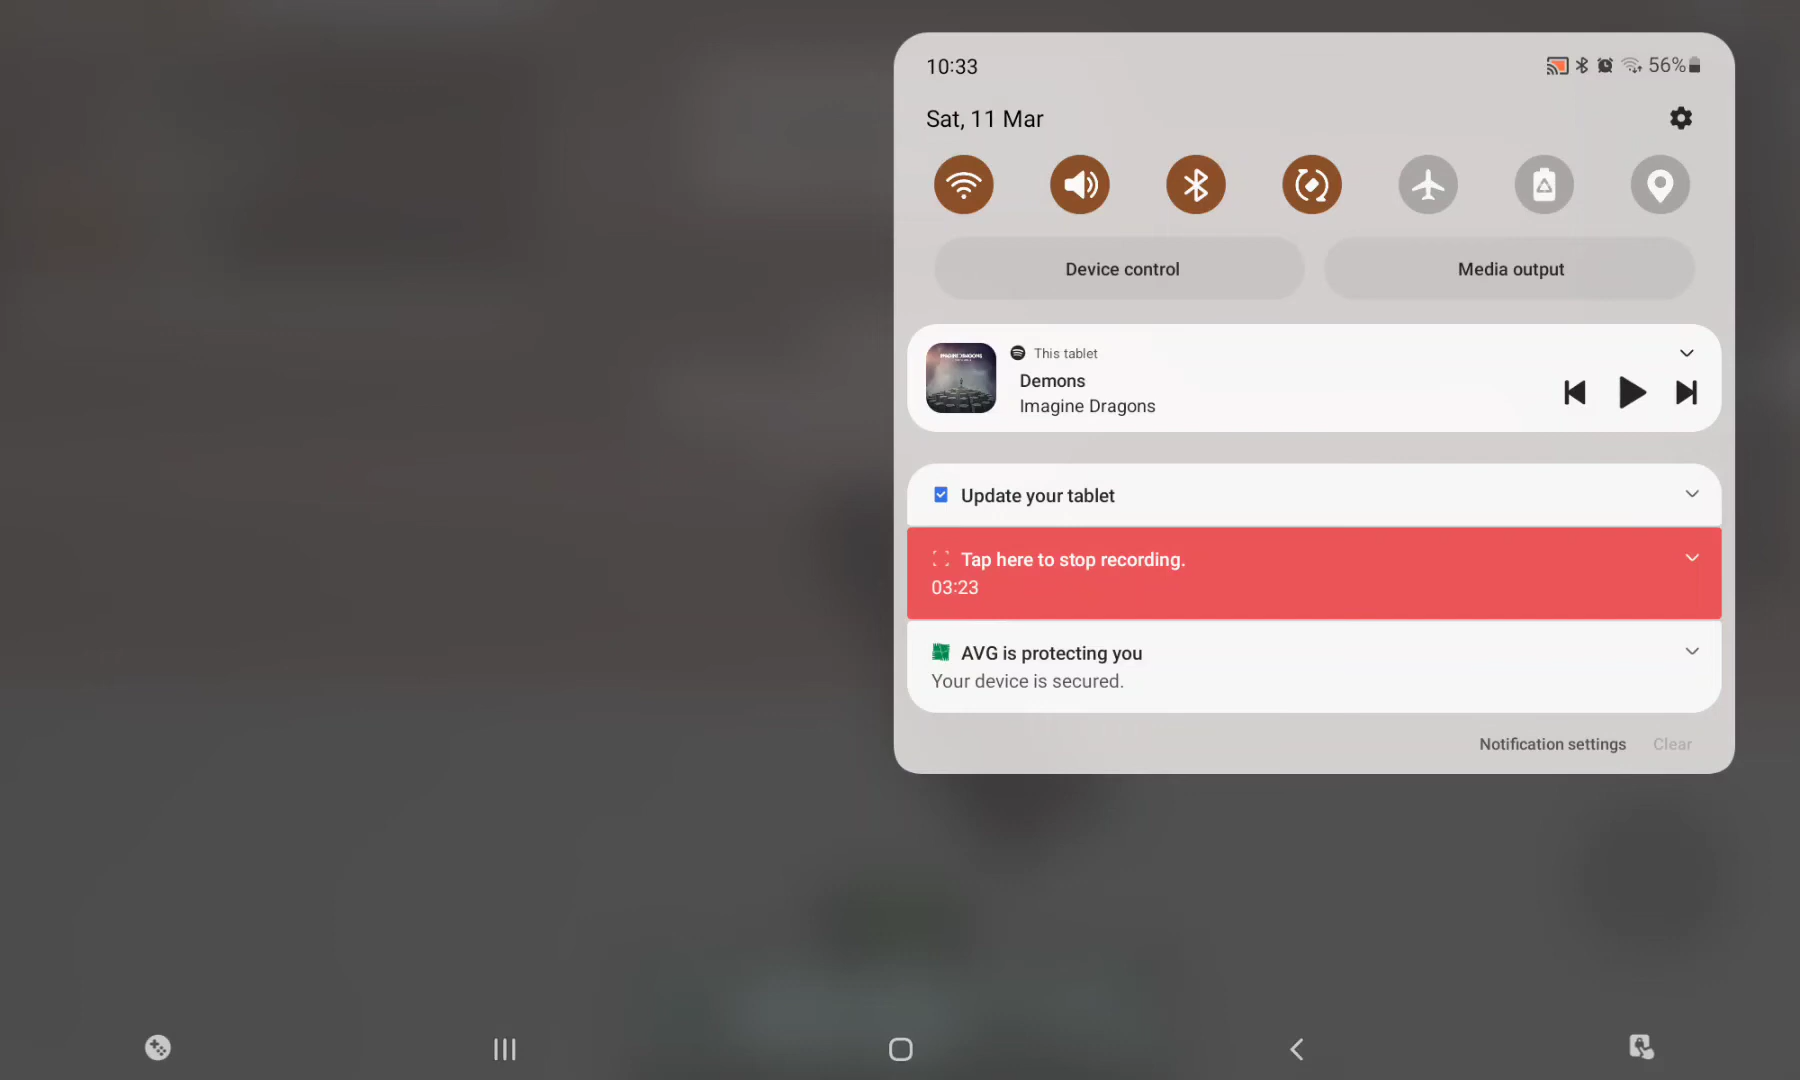 10:33
56%
Sat, 11 Mar
Device control
Media output
This tablet
Demons
Imagine Dragons
Update your tablet
Tap here to stop recording.
03:23
AVG is protecting you
Your device is secured.
Notification settings
Clear